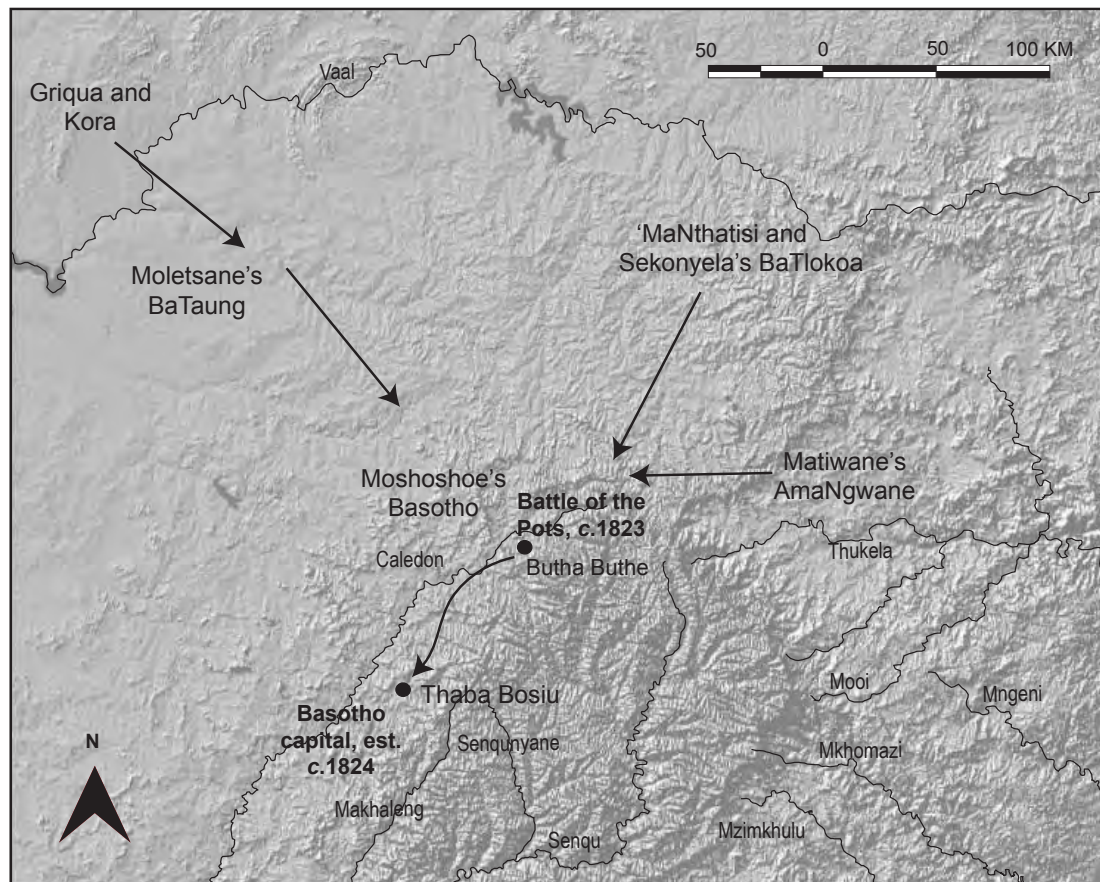 50 0 50 100 KM
Vaal
Griqua and
Kora
'MaNthatisi and
Sekonyela's BaTlokoa
Moletsane's
BaTaung
Matiwane's
AmaNgwane
Moshoshoe's
Basotho
Battle of the
Pots, c.1823
Thukela
Caledon
Butha Buthe
Thaba Bosiu
Mooi
Mngeni
Basotho
capital, est.
c.1824
Senqunyane
Mkhomazi
N
Makhaleng
Mzimkhulu
Senqu